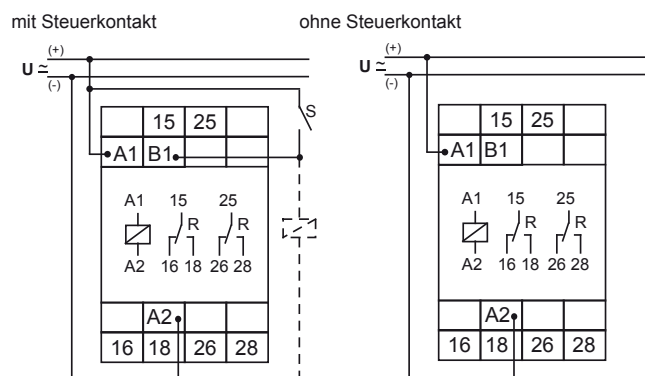 mit Steuerkontakt
ohne Steuerkontakt
(+)
U ≂
(-)
S
15 25
A1 B1
A1 15 25
R R
A2 16 18 26 28
A2
16 18 26 28
(+)
U ≂
(-)
15 25
A1 B1
A1 15 25
R R
A2 16 18 26 28
A2
16 18 26 28